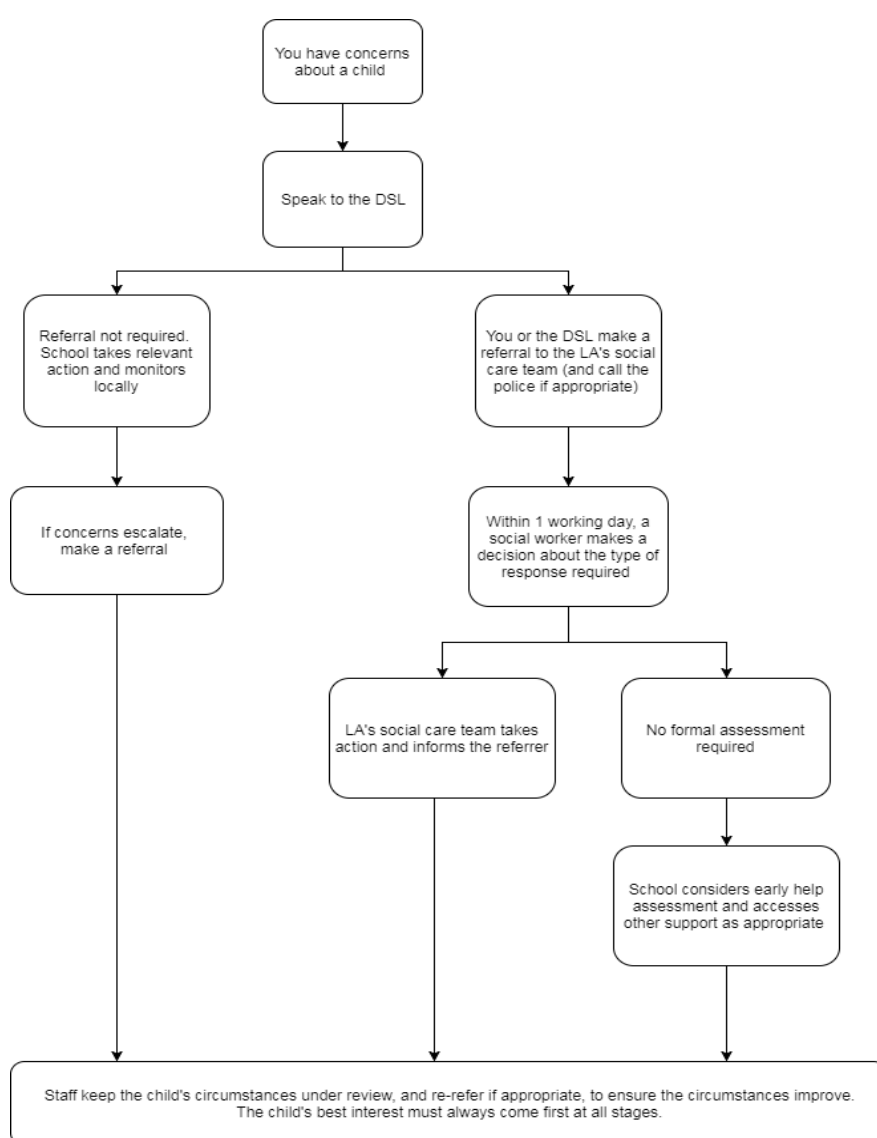 You have concerns
about a child
Speak to the DSL
Referral not required.
School takes relevant
action and monitors
locally
You or the DSL make a
referral to the LA's social
care team (and call the
police if appropriate)
If concerns escalate,
make a referral
Within 1 working day, a
social worker makes a
decision about the type of
response required
LA's social care team takes
action and informs the referrer
No formal assessment
required
School considers early help
assessment and accesses
other support as appropriate
Staff keep the child's circumstances under review, and re-refer if appropriate, to ensure the circumstances improve.
The child's best interest must always come first at all stages.